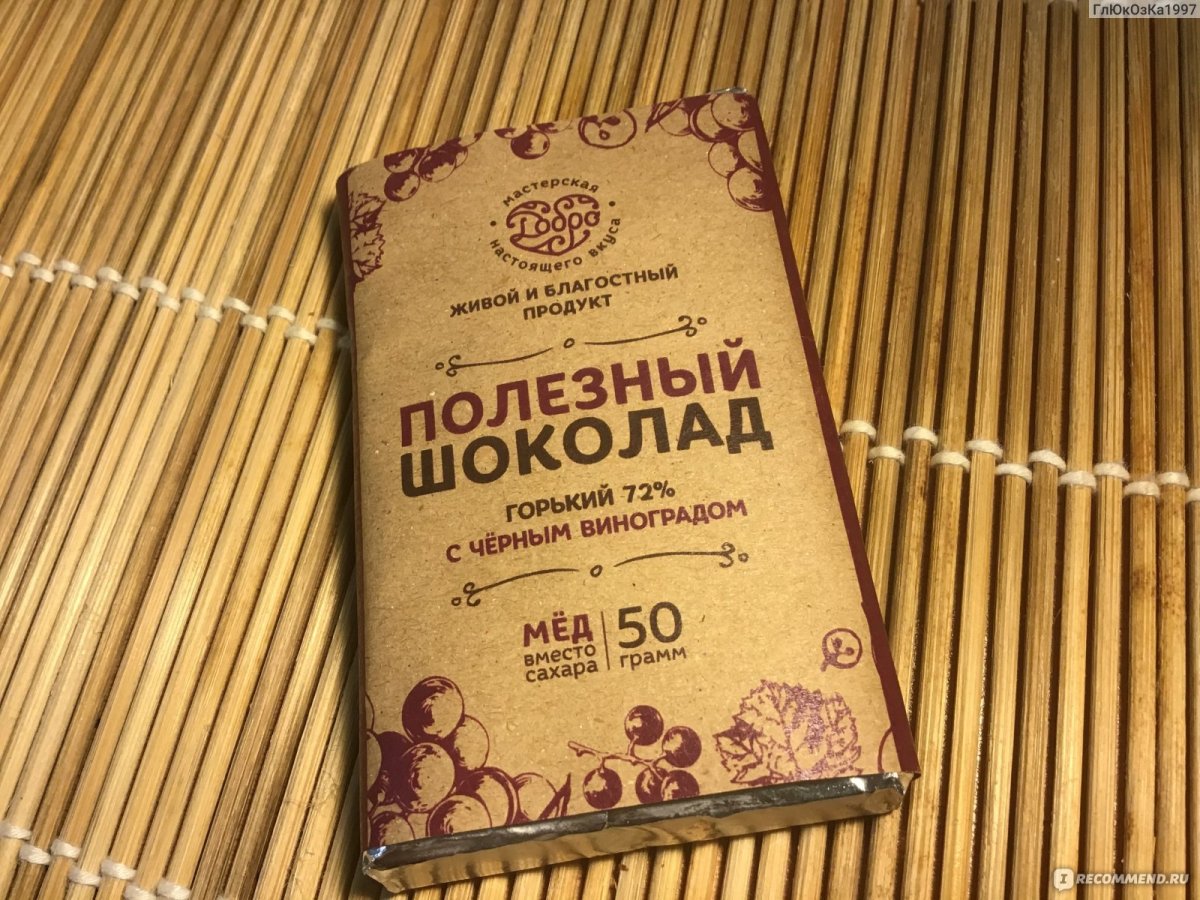 ГлЮкОзКа1997
мастерская
Добро
настоящего вкуса
ЖИВОЙ И БЛАГОСТНЫЙ
ПРОДУКТ
ПОЛЕЗНЫЙ
ШОКОЛАД
ГОРЬКИЙ 72%
С ЧЁРНЫМ ВИНОГРАДОМ
МЁД
вместо
сахара
50
грамм
RECOMMEND.RU